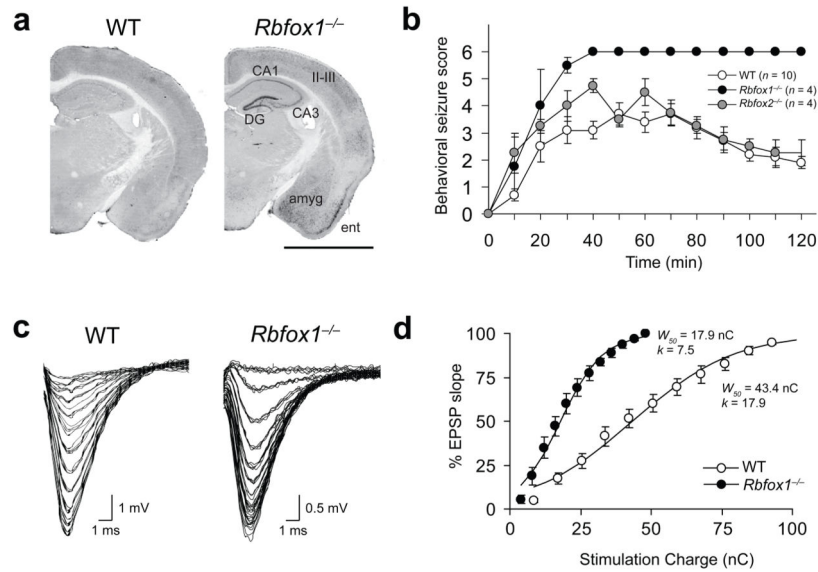 a
WT
Rbfox1–/–
CA1
II-III
CA3
DG
amyg
ent
b
Behavioral seizure score
6
5
4
3
2
1
0
WT (n = 10)
Rbfox1–/– (n = 4)
Rbfox2–/– (n = 4)
0 20 40 60 80 100 120
Time (min)
c
WT
Rbfox1–/–
1 mV
1 ms
0.5 mV
1 ms
d
% EPSP slope
100
75
50
25
0
W50 = 17.9 nC
k = 7.5
W50 = 43.4 nC
k = 17.9
WT
Rbfox1–/–
0 25 50 75 100
Stimulation Charge (nC)